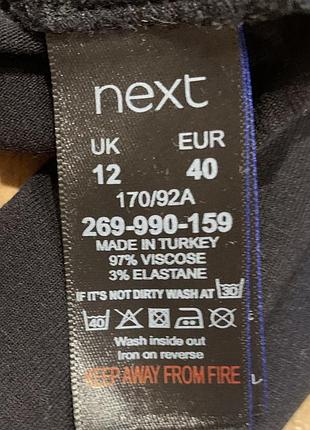 next
UK EUR
12 40
170/92A
269-990-159
MADE IN TURKEY
97% VISCOSE
3% ELASTANE
IF IT'S NOT DIRTY WASH AT 30
40
Wash inside out
Iron on reverse
KEEP AWAY FROM FIRE